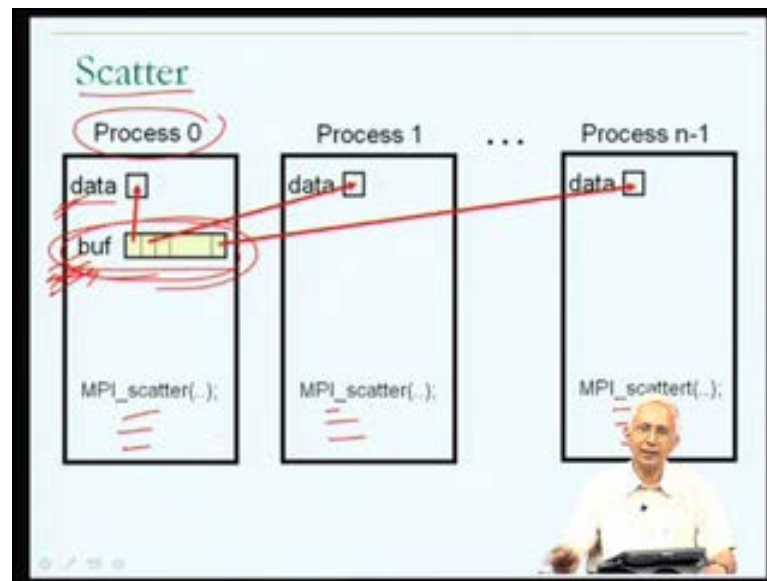 Scatter
Process 0 Process 1 ... Process n-1
data data data
buf
MPI_scatter(..); MPI_scatter(..); MPI_scattert(..);